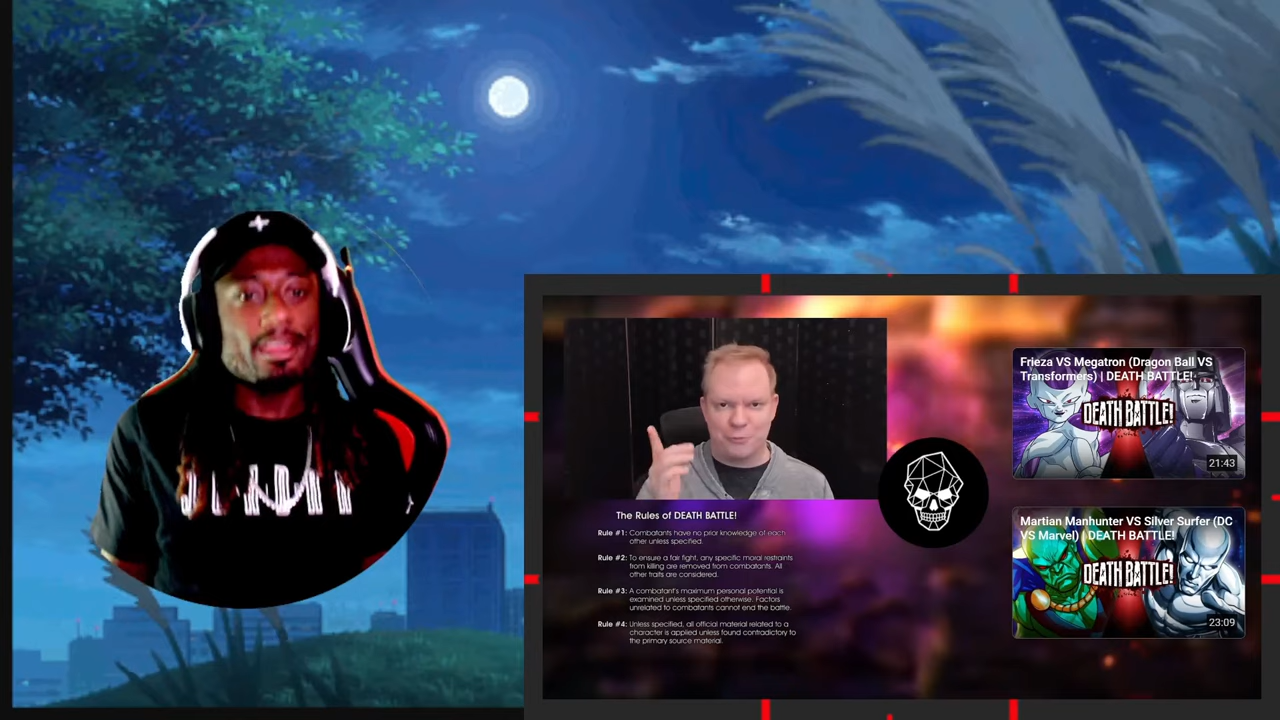 Frieza VS Megatron (Dragon Ball VS
Transformers) | DEATH BATTLE!
DEATH BATTLE!
21:43
The Rules of DEATH BATTLE!
Rule #1: Combatants have no prior knowledge of each
other unless specified.
Rule #2: To ensure a fair fight, any specific moral restraints
from killing are removed from combatants. All
other traits are considered.
Rule #3: A combatant's maximum personal potential is
examined unless specified otherwise. Factors
unrelated to combatants cannot end the battle.
Rule #4: Unless specified, all official material related to a
character is applied unless found contradictory to
the primary source material.
Martian Manhunter VS Silver Surfer (DC
VS Marvel) | DEATH BATTLE!
DEATH BATTLE!
23:09